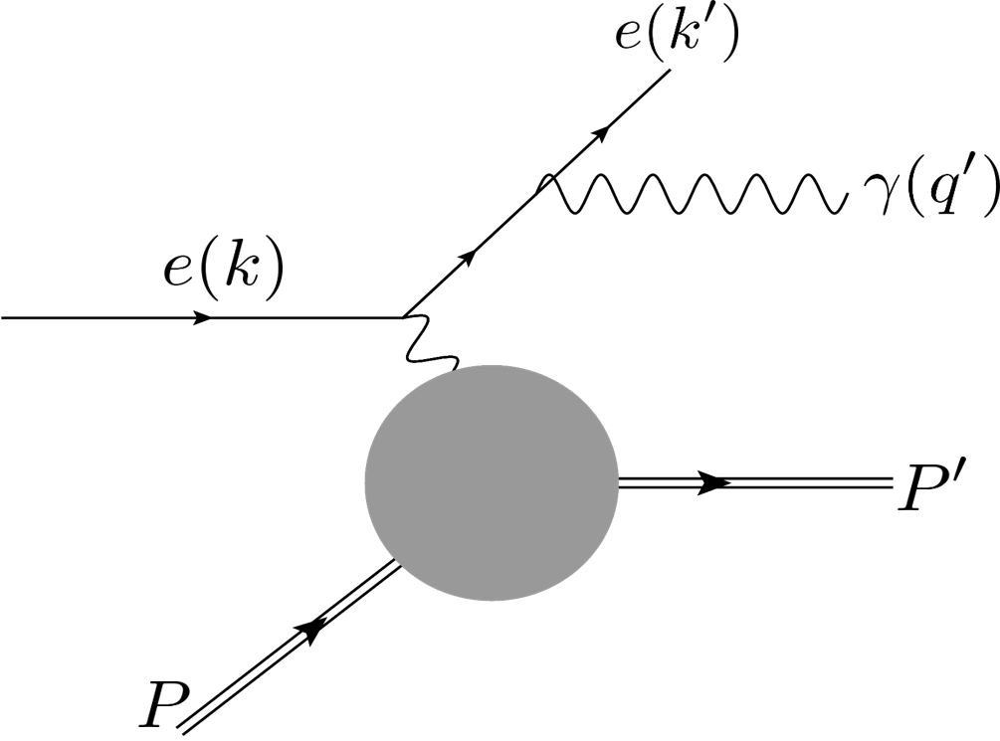 e(k′)
γ(q′)
e(k)
P′
P